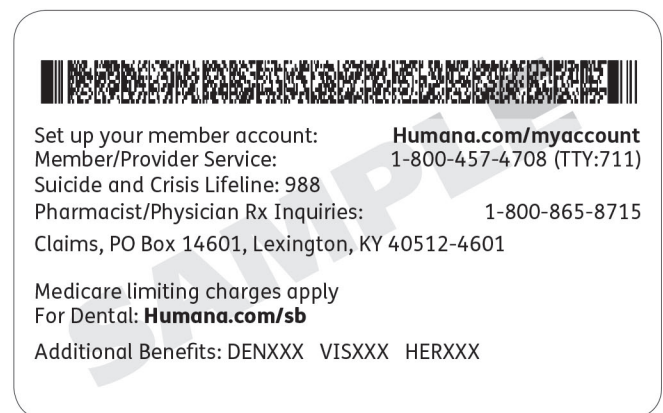 Set up your member account: Humana.com/myaccount
Member/Provider Service: 1-800-457-4708 (TTY:711)
Suicide and Crisis Lifeline: 988
Pharmacist/Physician Rx Inquiries: 1-800-865-8715
Claims, PO Box 14601, Lexington, KY 40512-4601
Medicare limiting charges apply
For Dental: Humana.com/sb
Additional Benefits: DENXXX VISXXX HERXXX
SAMPLE